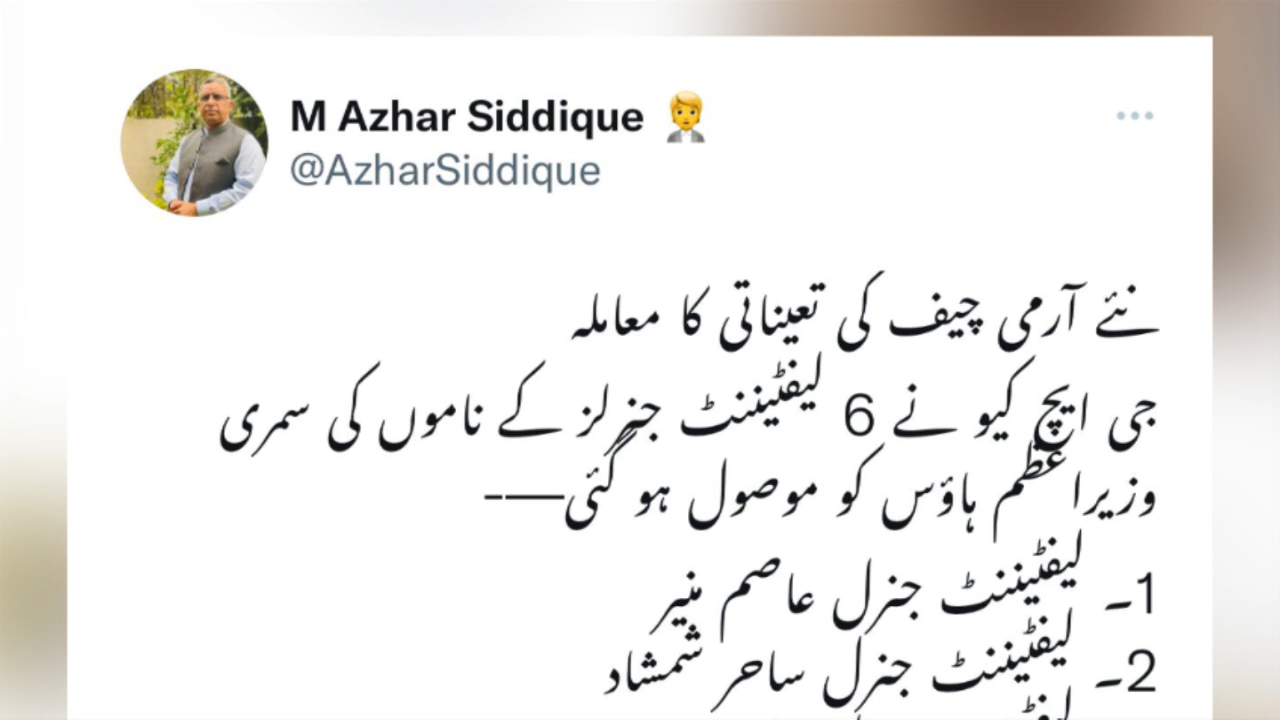 M Azhar Siddique
@AzharSiddique
نئے آرمی چیف کی تعیناتی کا معاملہ
جی ایچ کیو نے 6 لیفٹیننٹ جنرلز کے ناموں کی سمری
وزیراعظم ہاؤس کو موصول ہو گئی—-
1۔ لیفٹیننٹ جنرل عاصم منیر
2۔ لیفٹیننٹ جنرل ساحر شمشاد